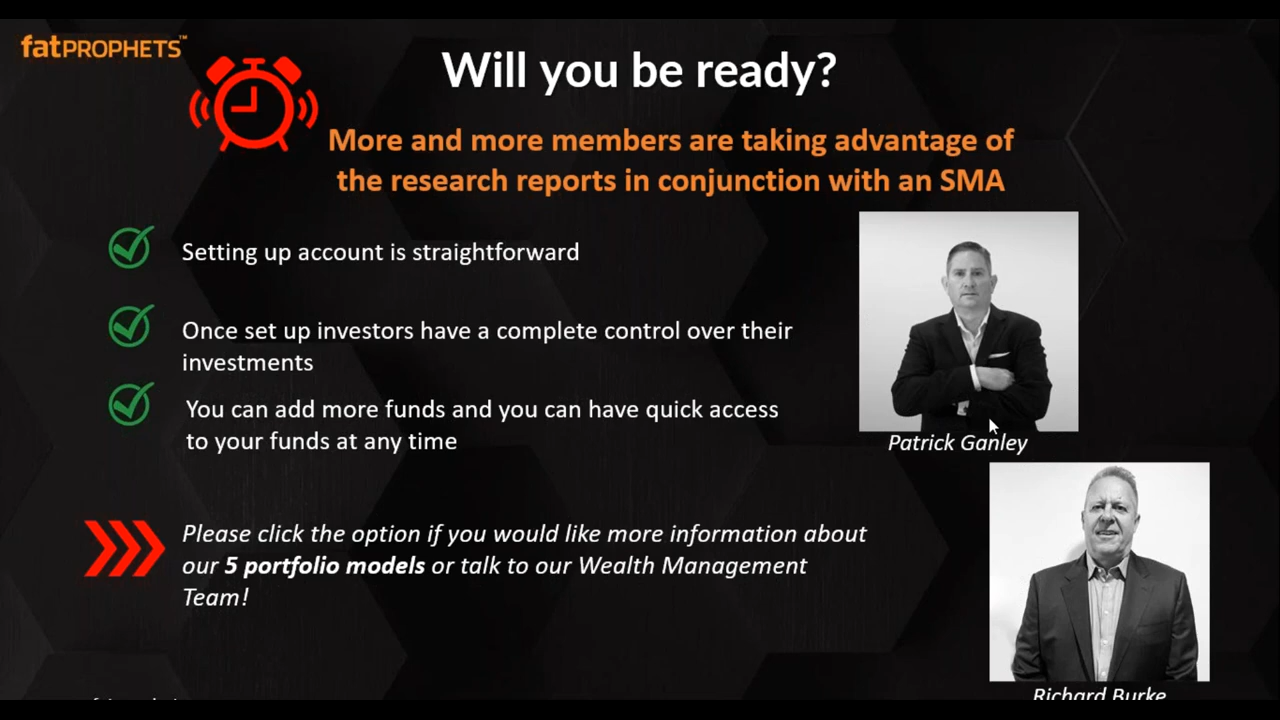 fatPROPHETS™
Will you be ready?
More and more members are taking advantage of
the research reports in conjunction with an SMA
Setting up account is straightforward
Once set up investors have a complete control over their
investments
You can add more funds and you can have quick access
to your funds at any time
Patrick Ganley
Please click the option if you would like more information about
our 5 portfolio models or talk to our Wealth Management
Team!
Richard Burke